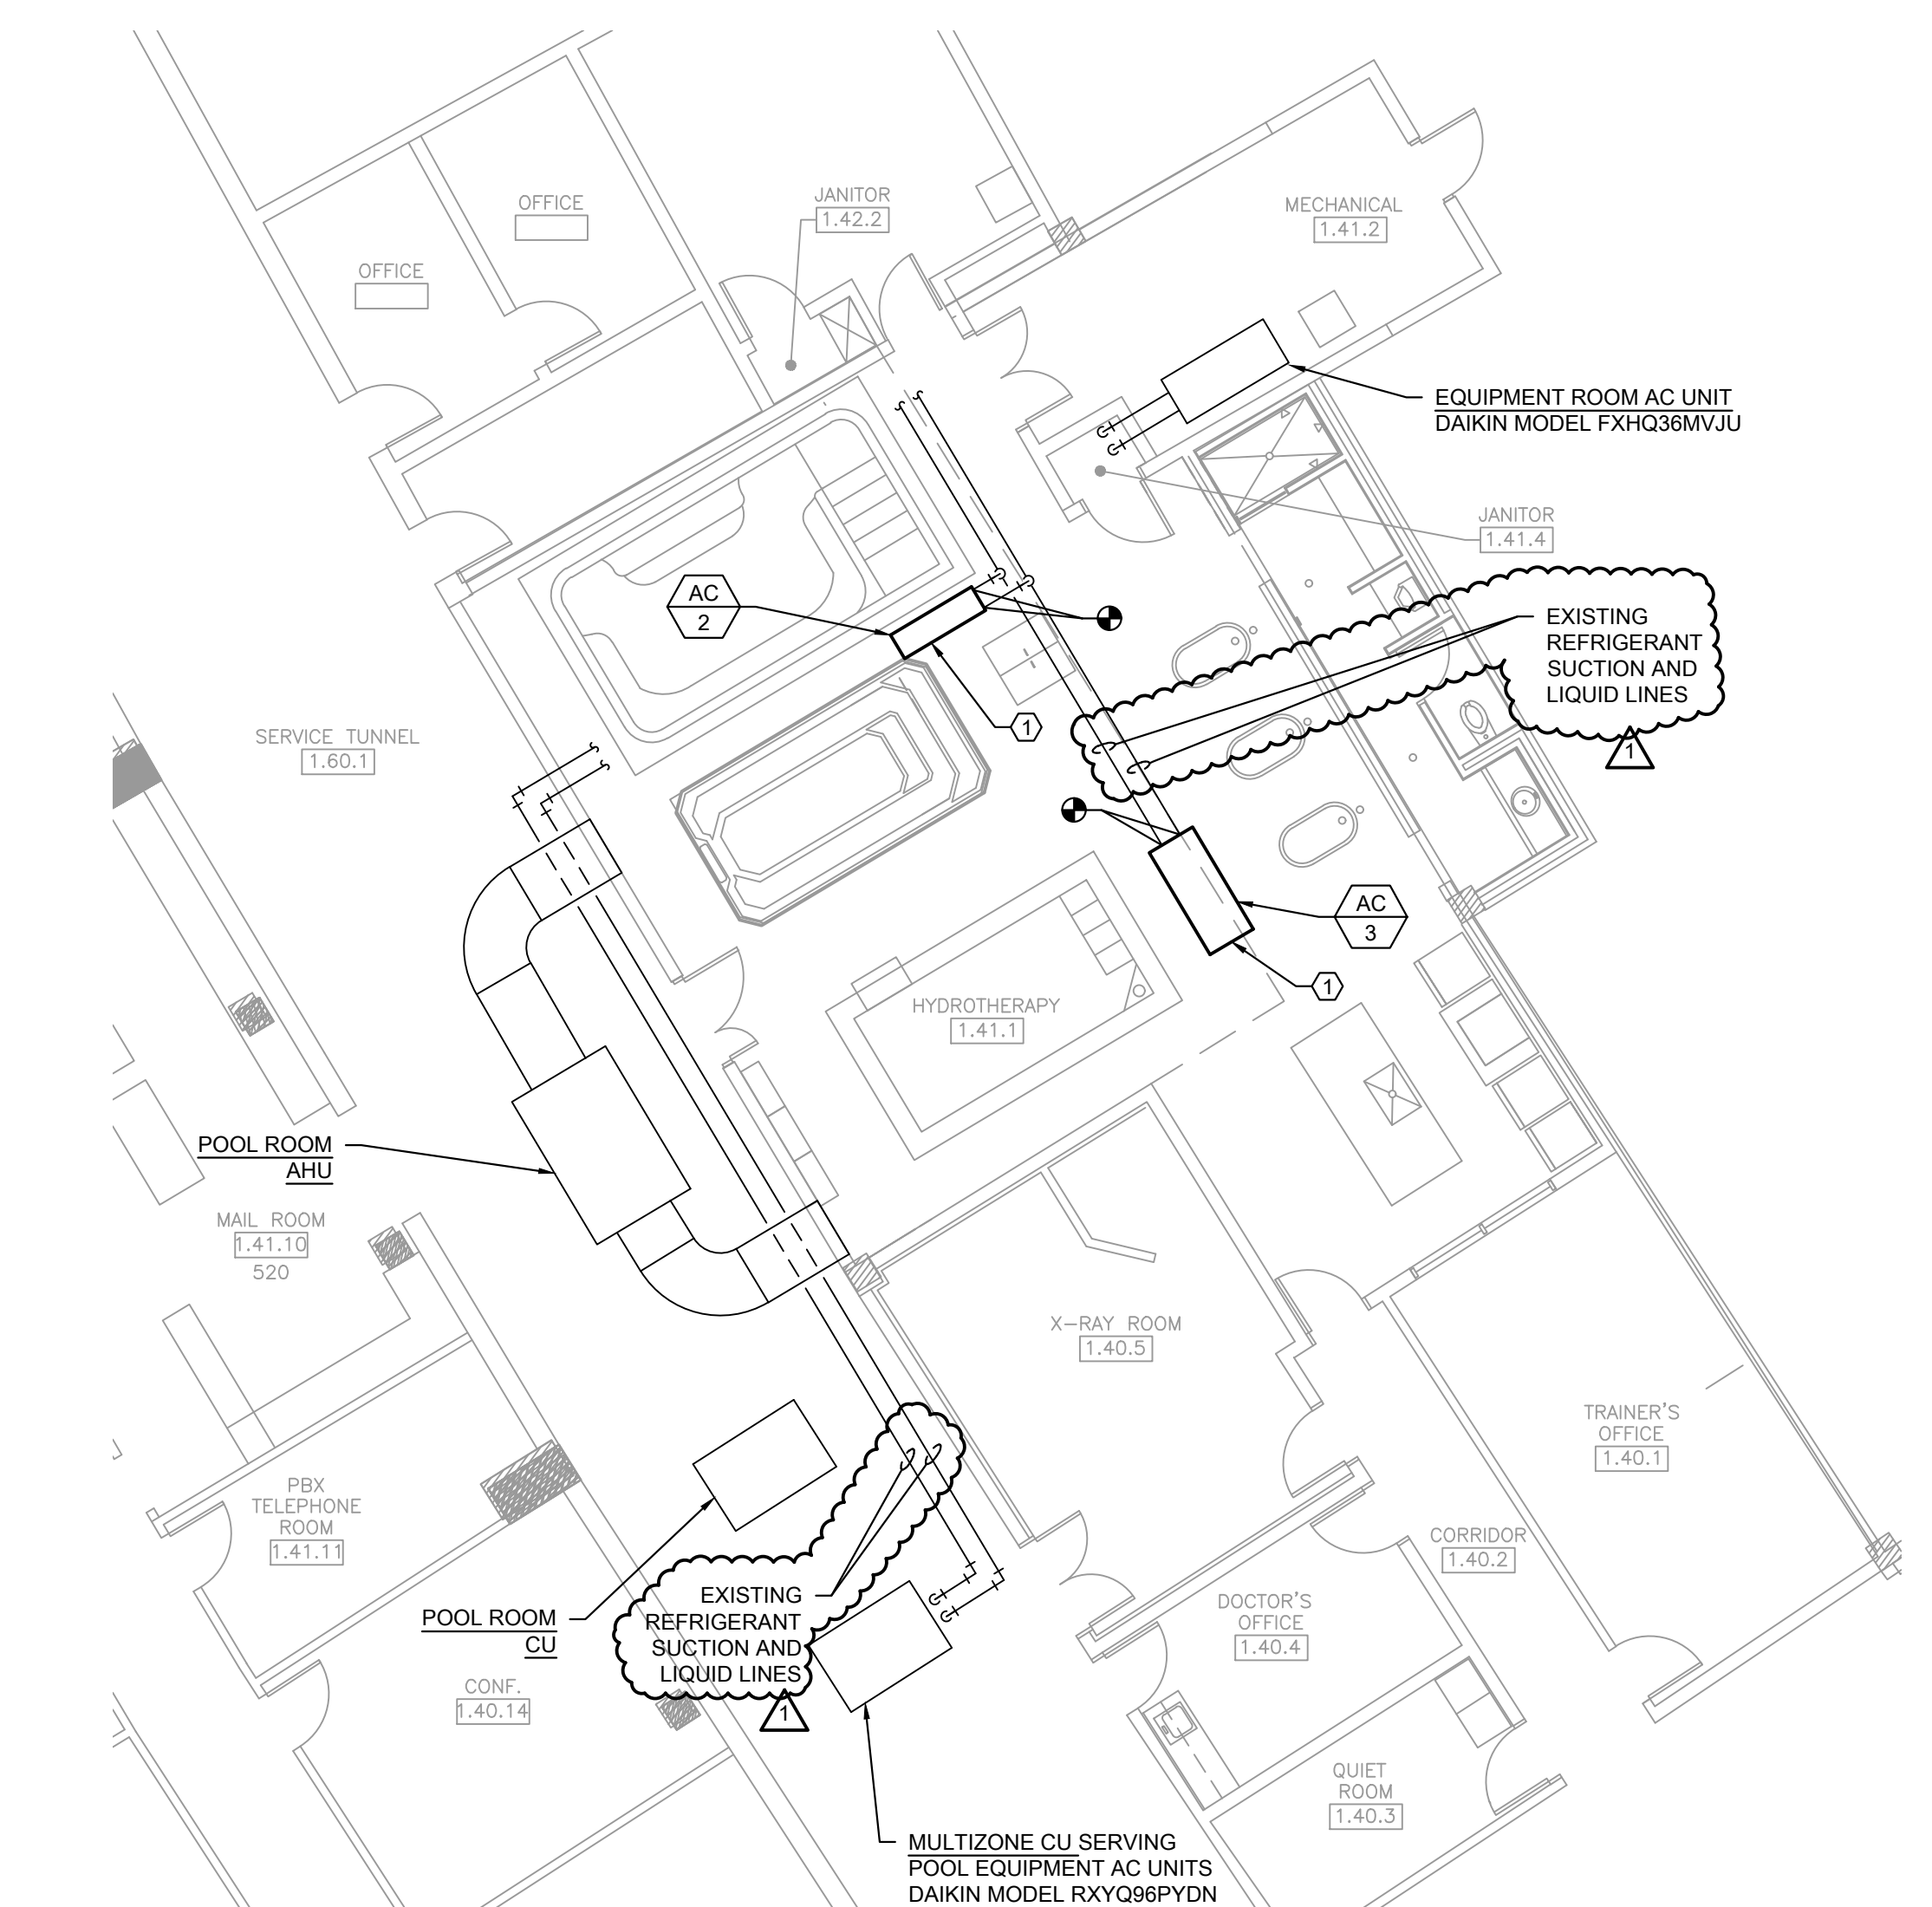 JANITOR
1.42.2
OFFICE
MECHANICAL
1.41.2
OFFICE
EQUIPMENT ROOM AC UNIT
DAIKIN MODEL FXHQ36MVJU
JANITOR
1.41.4
AC
2
EXISTING
REFRIGERANT
SUCTION AND
LIQUID LINES
1
1
SERVICE TUNNEL
1.60.1
AC
3
1
HYDROTHERAPY
1.41.1
POOL ROOM
AHU
MAIL ROOM
1.41.10
520
X-RAY ROOM
1.40.5
TRAINER'S
OFFICE
1.40.1
PBX
TELEPHONE
ROOM
1.41.11
CORRIDOR
1.40.2
EXISTING
REFRIGERANT
SUCTION AND
LIQUID LINES
1
POOL ROOM
CU
DOCTOR'S
OFFICE
1.40.4
CONF.
1.40.14
QUIET
ROOM
1.40.3
MULTIZONE CU SERVING
POOL EQUIPMENT AC UNITS
DAIKIN MODEL RXYQ96PYDN